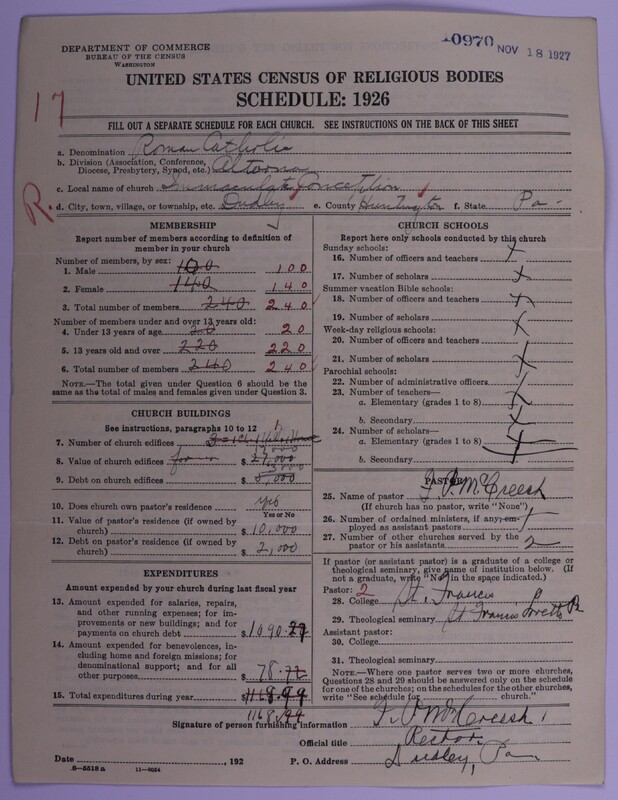 0970
NOV 18 1927
DEPARTMENT OF COMMERCE
BUREAU OF THE CENSUS
WASHINGTON
17
UNITED STATES CENSUS OF RELIGIOUS BODIES
SCHEDULE: 1926
FILL OUT A SEPARATE SCHEDULE FOR EACH CHURCH. SEE INSTRUCTIONS ON THE BACK OF THIS SHEET
a. Denomination Roman Catholic
b. Division (Association, Conference, Diocese, Presbytery, Synod, etc.) Altoona
c. Local name of church Immaculate Conception
R.
d. City, town, village, or township, etc. Dudley e. County Huntington f. State Pa-
MEMBERSHIP
Report number of members according to definition of member in your church
Number of members, by sex:
1. Male 100 100
2. Female 140 140
3. Total number of members 240 240
Number of members under and over 13 years old:
4. Under 13 years of age 20 20
5. 13 years old and over 220 220
6. Total number of members 240 240
NOTE.—The total given under Question 6 should be the same as the total of males and females given under Question 3.
CHURCH BUILDINGS
See instructions, paragraphs 10 to 12
7. Number of church edifices
8. Value of church edifices $
9. Debt on church edifices $
10. Does church own pastor's residence yes
Yes or No
11. Value of pastor's residence (if owned by church) $ 10,000
12. Debt on pastor's residence (if owned by church) $ 2,000
EXPENDITURES
Amount expended by your church during last fiscal year
13. Amount expended for salaries, repairs, and other running expenses; for improvements or new buildings; and for payments on church debt $ 1090.27
14. Amount expended for benevolences, including home and foreign missions; for denominational support; and for all other purposes 78.72
15. Total expenditures during year $ 1168.99
1168.99
CHURCH SCHOOLS
Report here only schools conducted by this church
Sunday schools:
16. Number of officers and teachers x
17. Number of scholars x
Summer vacation Bible schools:
18. Number of officers and teachers x
19. Number of scholars x
Week-day religious schools:
20. Number of officers and teachers
21. Number of scholars x
Parochial schools:
22. Number of administrative officers
23. Number of teachers—
a. Elementary (grades 1 to 8) x
b. Secondary x
24. Number of scholars—
a. Elementary (grades 1 to 8)
b. Secondary
PASTOR
25. Name of pastor J. P. McCreesh
(If church has no pastor, write "None")
26. Number of ordained ministers, if any, employed as assistant pastors
27. Number of other churches served by the pastor or his assistants 2
If pastor (or assistant pastor) is a graduate of a college or theological seminary, give name of institution below. (If not a graduate, write "No" in the space indicated.)
Pastor: 2
28. College St. Francis
29. Theological seminary St Francis Loretto Pa
Assistant pastor:
30. College
31. Theological seminary
NOTE.—Where one pastor serves two or more churches, Questions 28 and 29 should be answered only on the schedule for one of the churches; on the schedules for the other churches, write "See schedule for church."
Signature of person furnishing information J. P. McCreesh
Official title Rector
Date , 192 P. O. Address Dudley, Pa
8—5518 a 11—9054